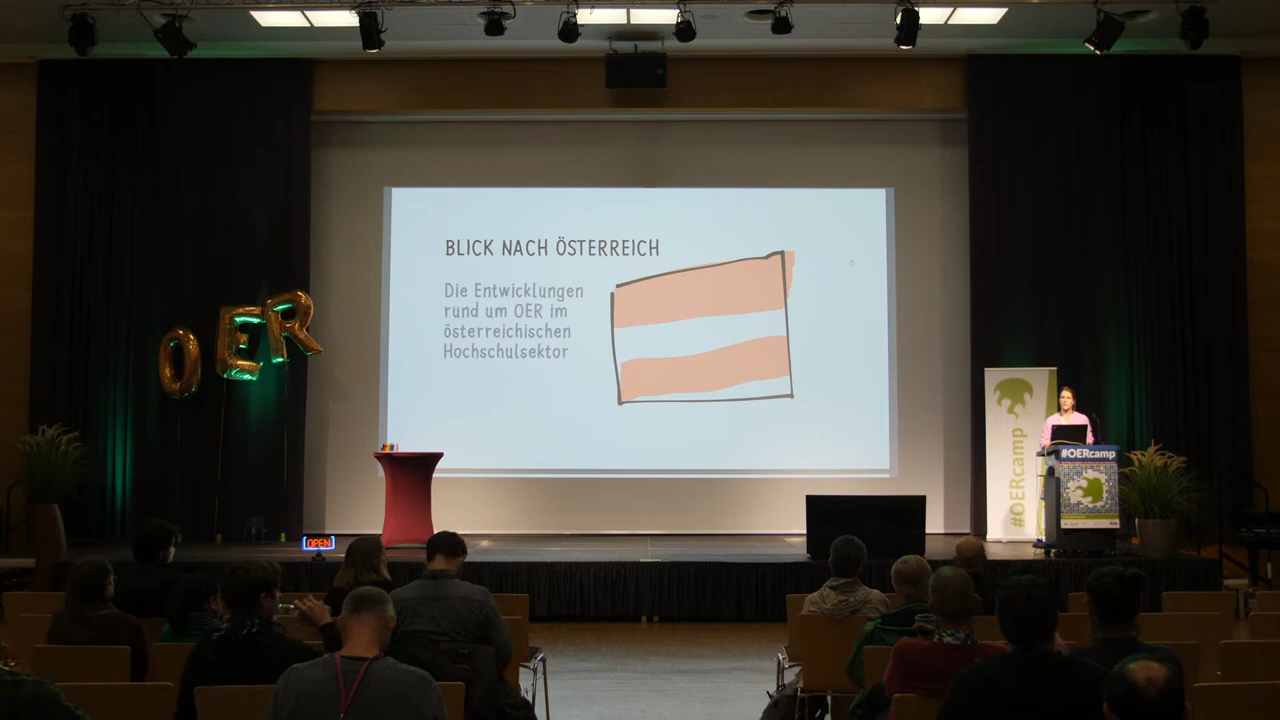 BLICK NACH ÖSTERREICH
Die Entwicklungen
rund um OER im
österreichischen
Hochschulsektor
OER
OPEN
#OERcamp
#OERcamp